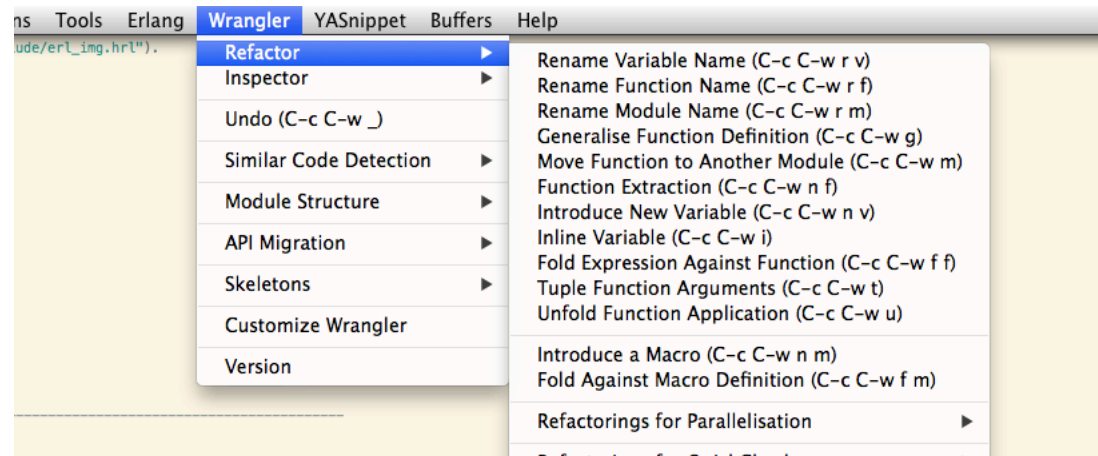 ns Tools Erlang Wrangler YASnippet Buffers Help
ude/erl_img.hrl").
Refactor
Inspector
Undo (C-c C-w _)
Similar Code Detection
Module Structure
API Migration
Skeletons
Customize Wrangler
Version
Rename Variable Name (C-c C-w r v)
Rename Function Name (C-c C-w r f)
Rename Module Name (C-c C-w r m)
Generalise Function Definition (C-c C-w g)
Move Function to Another Module (C-c C-w m)
Function Extraction (C-c C-w n f)
Introduce New Variable (C-c C-w n v)
Inline Variable (C-c C-w i)
Fold Expression Against Function (C-c C-w f f)
Tuple Function Arguments (C-c C-w t)
Unfold Function Application (C-c C-w u)
Introduce a Macro (C-c C-w n m)
Fold Against Macro Definition (C-c C-w f m)
Refactorings for Parallelisation